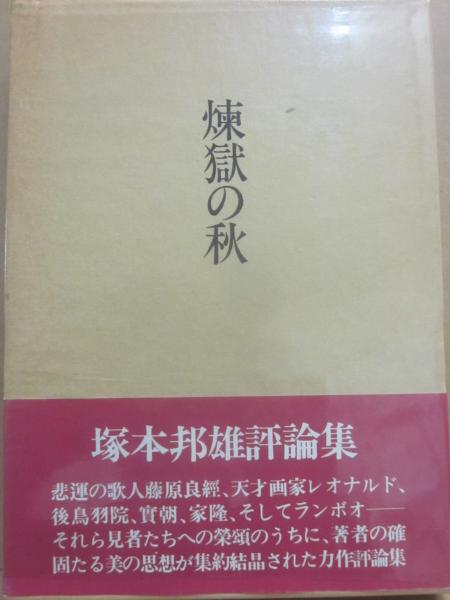 煉獄の秋
塚本邦雄評論集
悲運の歌人藤原良經、天才画家レオナルド、
後鳥羽院、實朝、家隆、そしてランボオ――
それら見者たちへの榮頌のうちに、著者の確
固たる美の思想が集約結晶された力作評論集